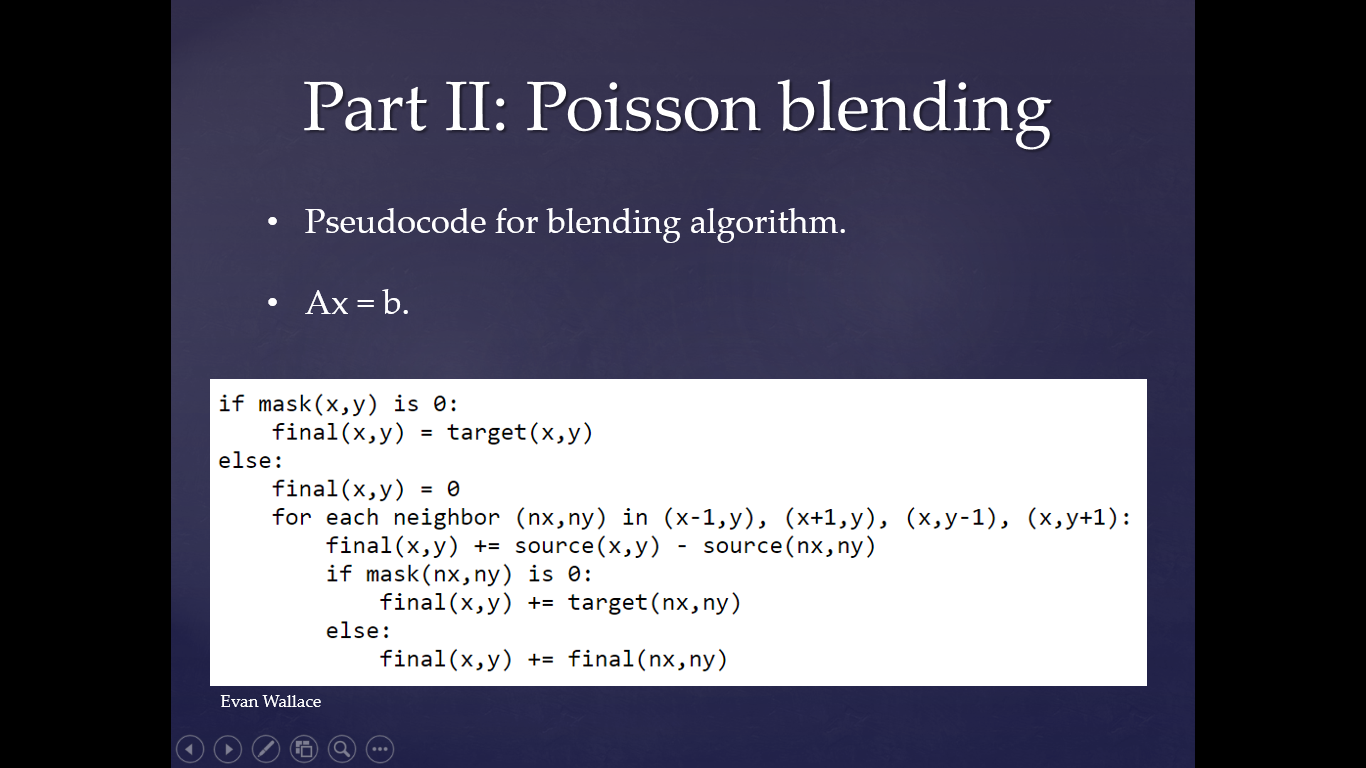 Part II: Poisson blending
• Pseudocode for blending algorithm.
• Ax = b.
if mask(x,y) is 0:
    final(x,y) = target(x,y)
else:
    final(x,y) = 0
    for each neighbor (nx,ny) in (x-1,y), (x+1,y), (x,y-1), (x,y+1):
        final(x,y) += source(x,y) - source(nx,ny)
        if mask(nx,ny) is 0:
            final(x,y) += target(nx,ny)
        else:
            final(x,y) += final(nx,ny)
Evan Wallace